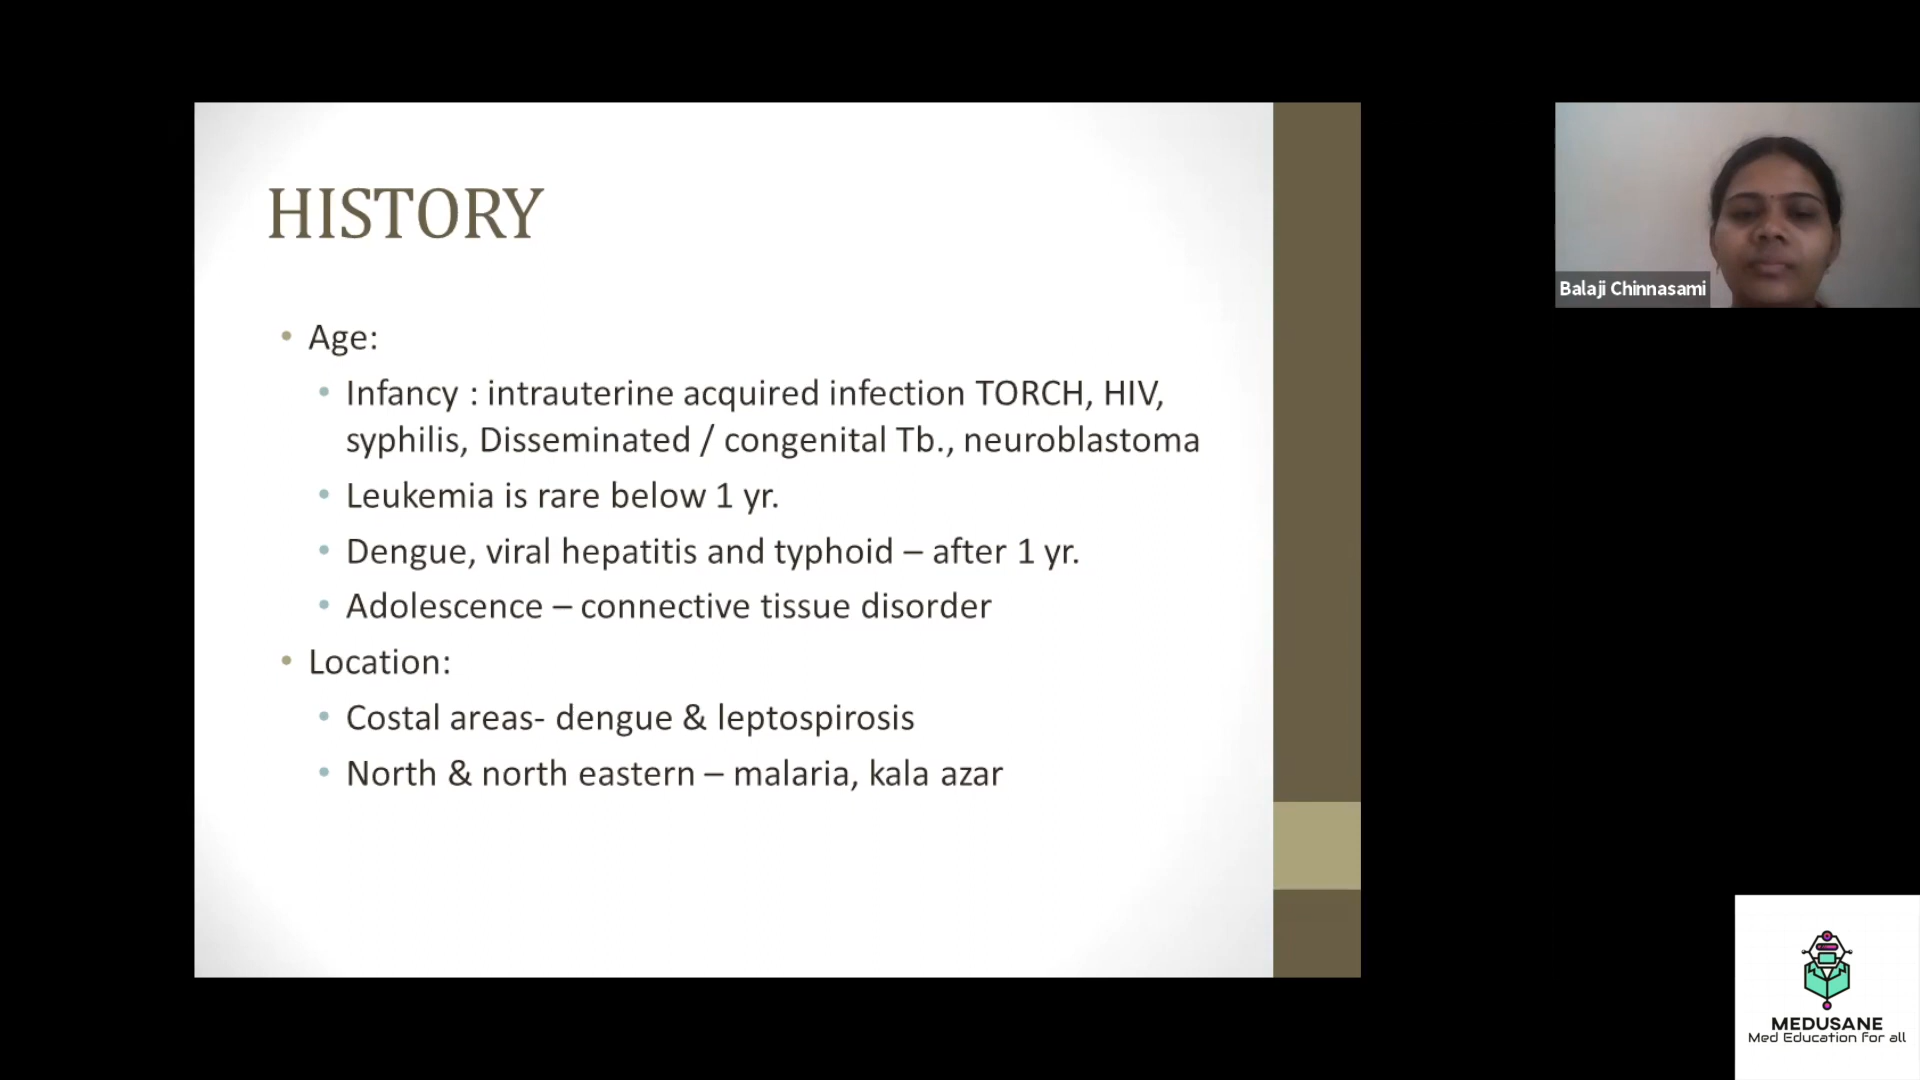 HISTORY
• Age:
• Infancy : intrauterine acquired infection TORCH, HIV,
syphilis, Disseminated / congenital Tb., neuroblastoma
• Leukemia is rare below 1 yr.
• Dengue, viral hepatitis and typhoid – after 1 yr.
• Adolescence – connective tissue disorder
• Location:
• Costal areas- dengue & leptospirosis
• North & north eastern – malaria, kala azar
Balaji Chinnasami
MEDUSANE
Med Education for all